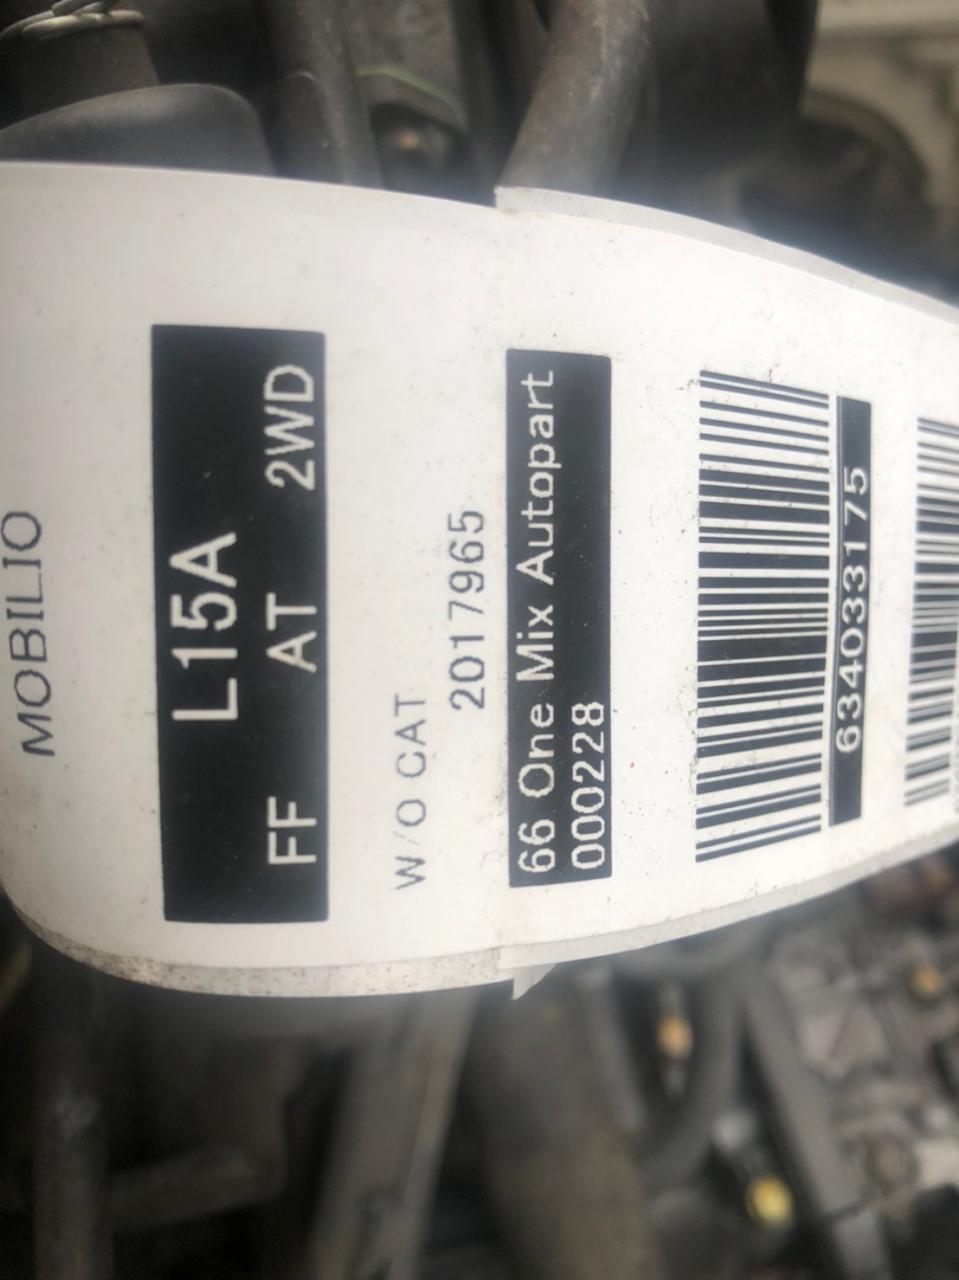 MOBILIO
L15A
FF AT 2WD
W/O CAT
2017965
66 One Mix Autopart
000228
634033175